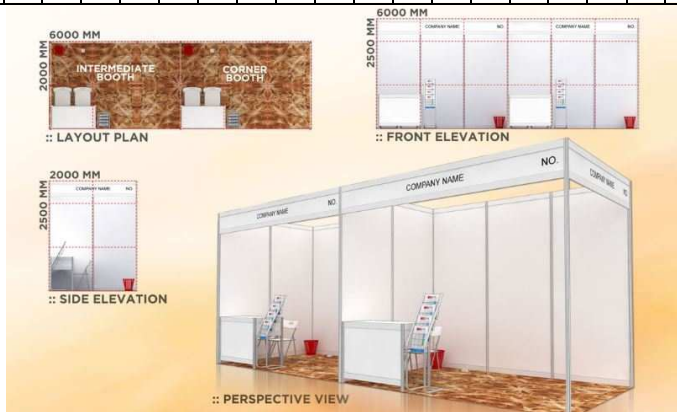 6000 MM
2000 MM
INTERMEDIATE
BOOTH
CORNER
BOOTH
:: LAYOUT PLAN
6000 MM
2500 MM
COMPANY NAME
NO.
COMPANY NAME
NO.
:: FRONT ELEVATION
2000 MM
2500 MM
COMPANY NAME
NO.
:: SIDE ELEVATION
COMPANY NAME
NO.
COMPANY NAME
NO.
COMPANY NAME
NO.
:: PERSPECTIVE VIEW